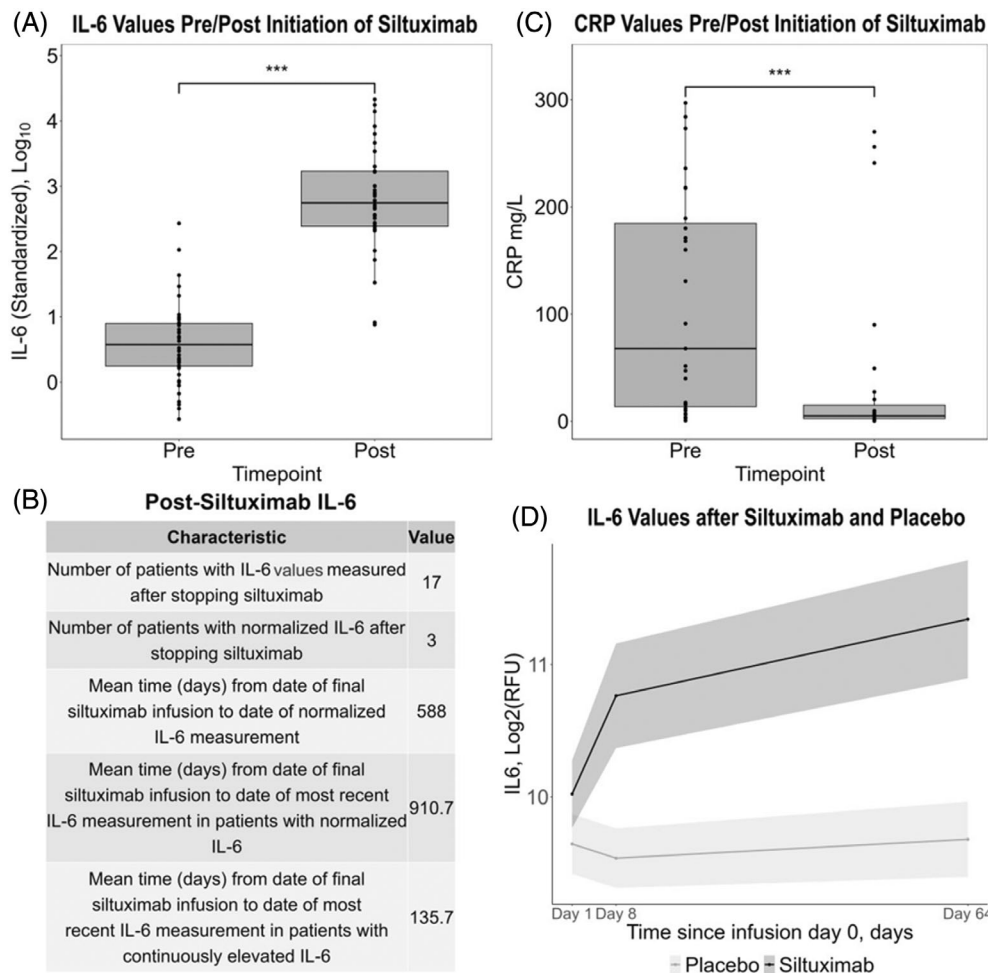 (A) IL-6 Values Pre/Post Initiation of Siltuximab
***
5
4
3
2
1
0
IL-6 (Standardized), Log10
Pre
Post
Timepoint
(C) CRP Values Pre/Post Initiation of Siltuximab
***
300
200
100
0
CRP mg/L
Pre
Post
Timepoint
(B) Post-Siltuximab IL-6
Characteristic Value
Number of patients with IL-6 values measured
after stopping siltuximab
17
Number of patients with normalized IL-6 after
stopping siltuximab
3
Mean time (days) from date of final
siltuximab infusion to date of normalized
IL-6 measurement
588
Mean time (days) from date of final
siltuximab infusion to date of most recent
IL-6 measurement in patients with normalized
IL-6
910.7
Mean time (days) from date of final
siltuximab infusion to date of most
recent IL-6 measurement in patients with
continuously elevated IL-6
135.7
(D) IL-6 Values after Siltuximab and Placebo
11
10
IL6, Log2(RFU)
Day 1 Day 8 Day 64
Time since infusion day 0, days
Placebo Siltuximab